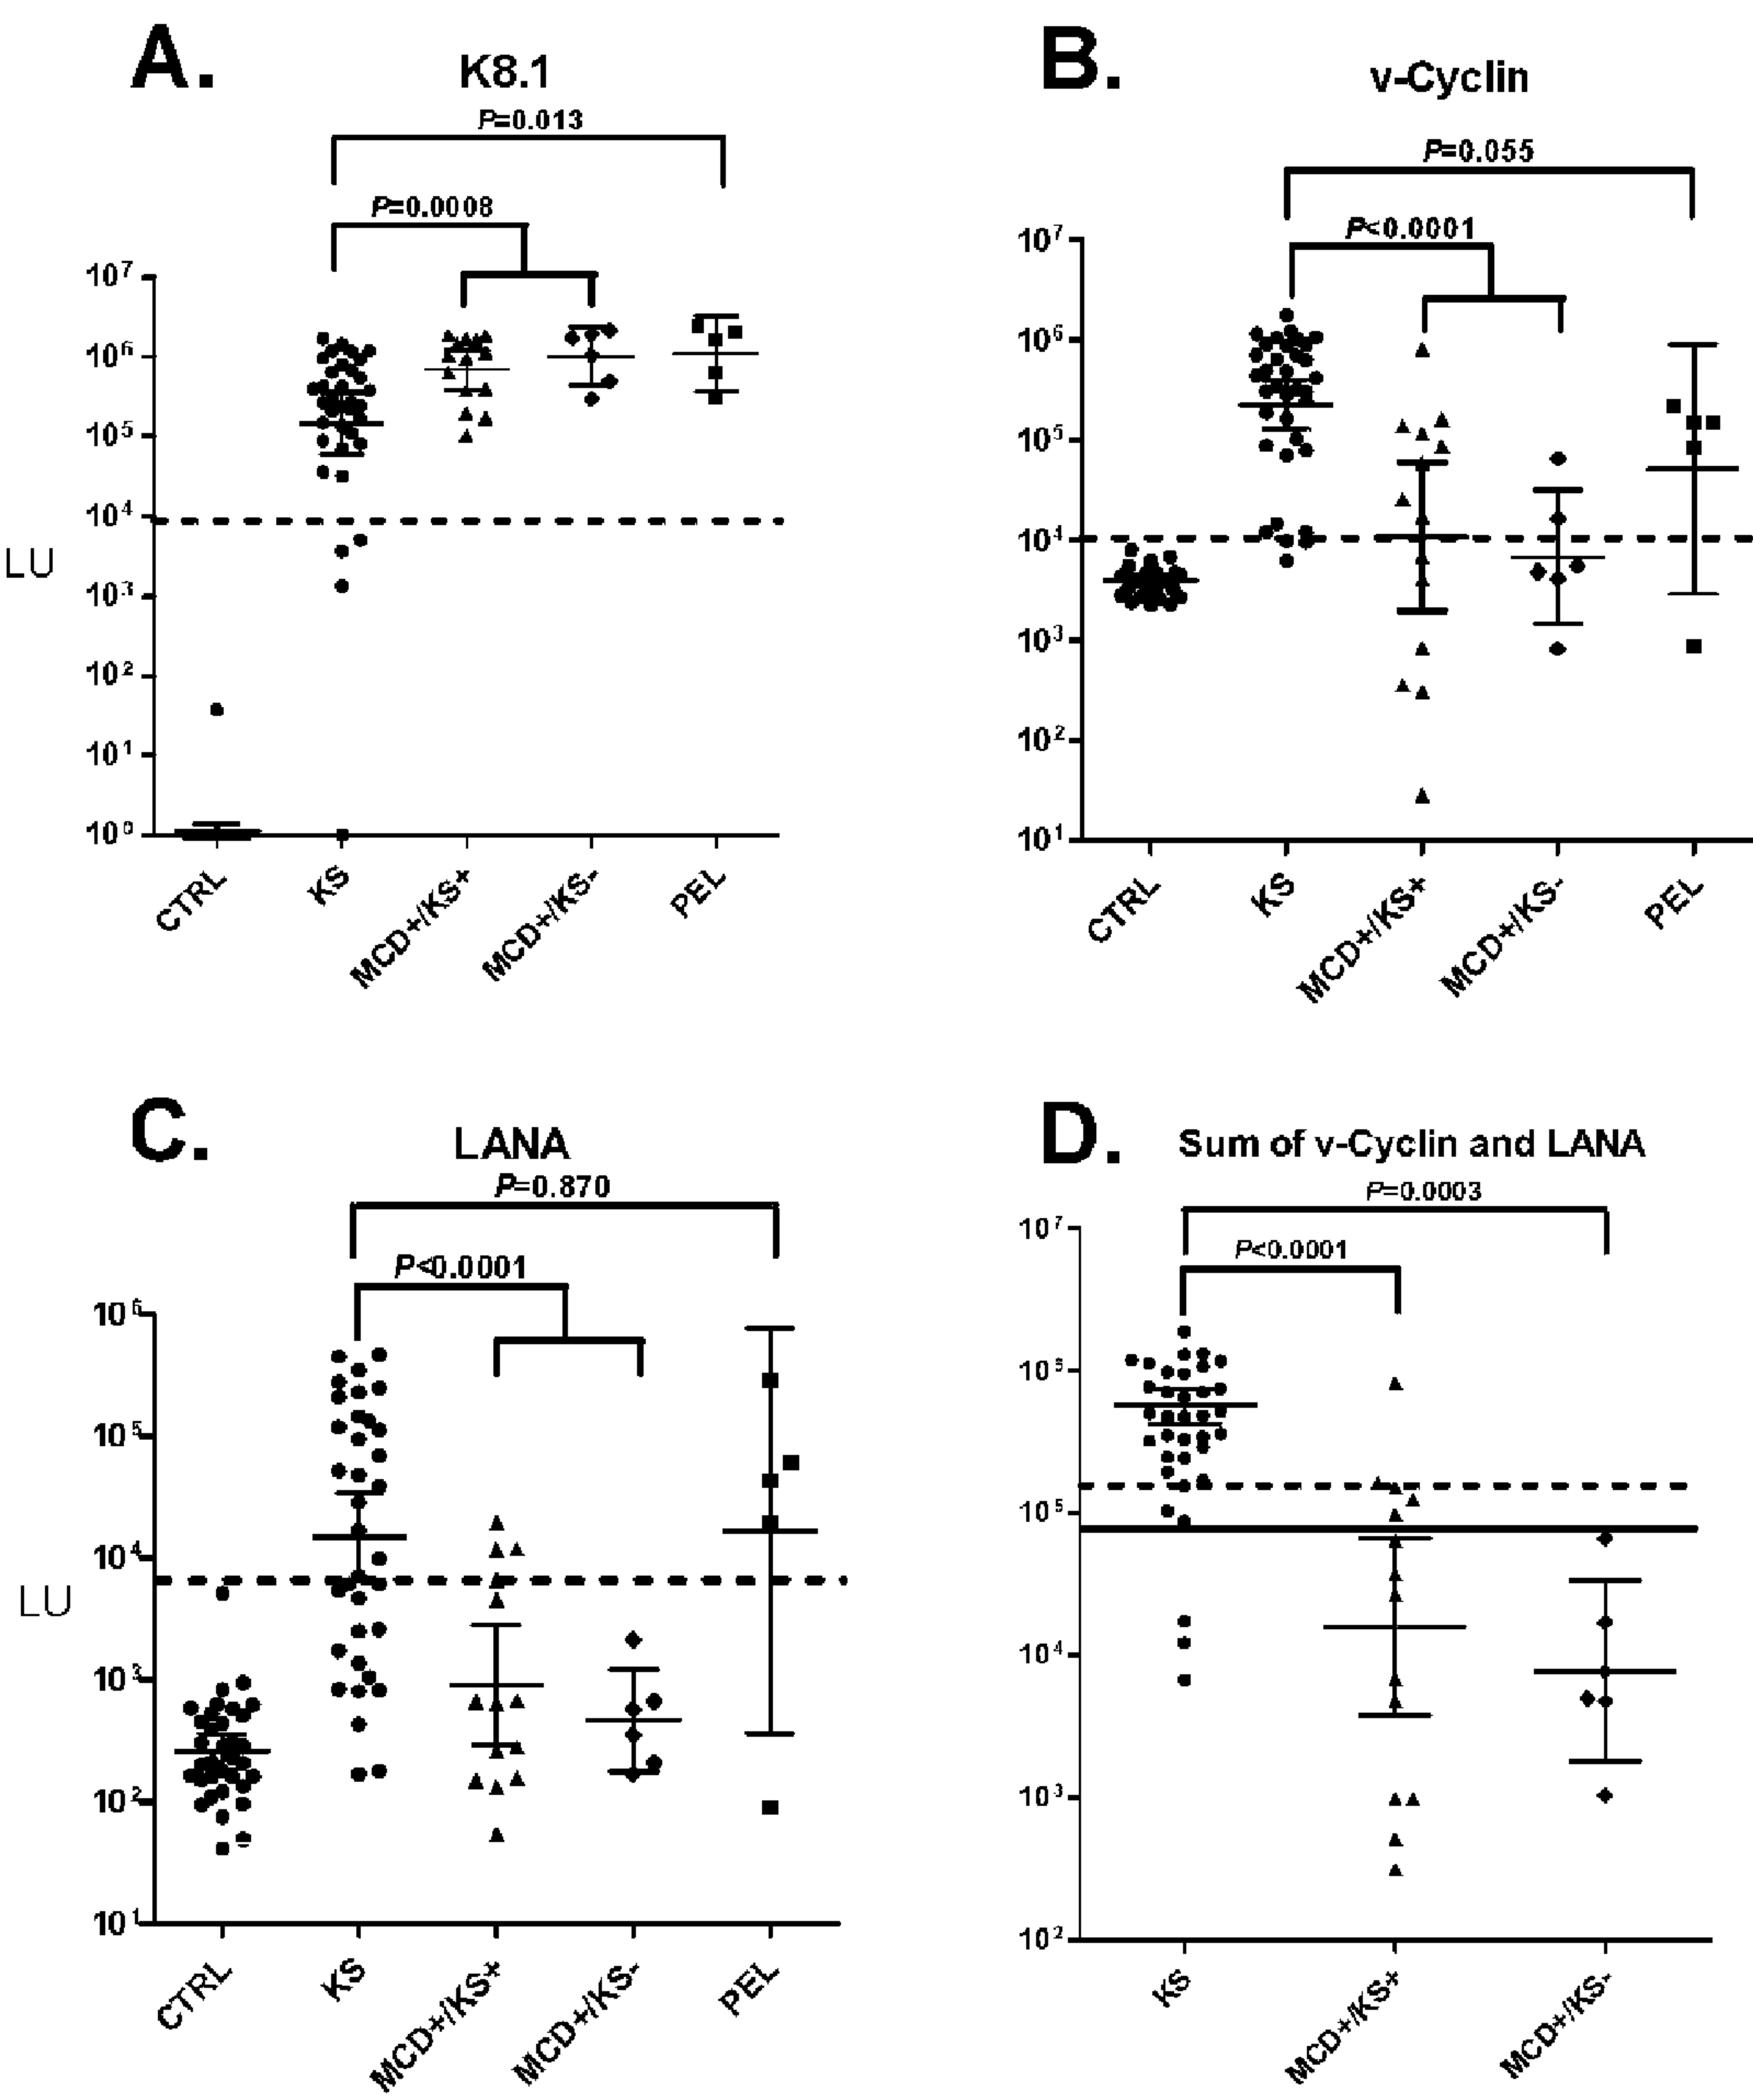 A.
K8.1
P=0.013
P=0.0008
10⁷
10⁶
10⁵
10⁴
10³
10²
10¹
10⁰
LU
CTRL
KS
MCD+/KS+
MCD+/KS-
PEL
B.
v-Cyclin
P=0.055
P<0.0001
10⁷
10⁶
10⁵
10⁴
10³
10²
10¹
CTRL
KS
MCD+/KS+
MCD+/KS-
PEL
C.
LANA
P=0.870
P<0.0001
10⁶
10⁵
10⁴
10³
10²
10¹
LU
CTRL
KS
MCD+/KS+
MCD+/KS-
PEL
D.
Sum of v-Cyclin and LANA
P=0.0003
P<0.0001
10⁷
10⁶
10⁵
10⁴
10³
10²
KS
MCD+/KS+
MCD+/KS-